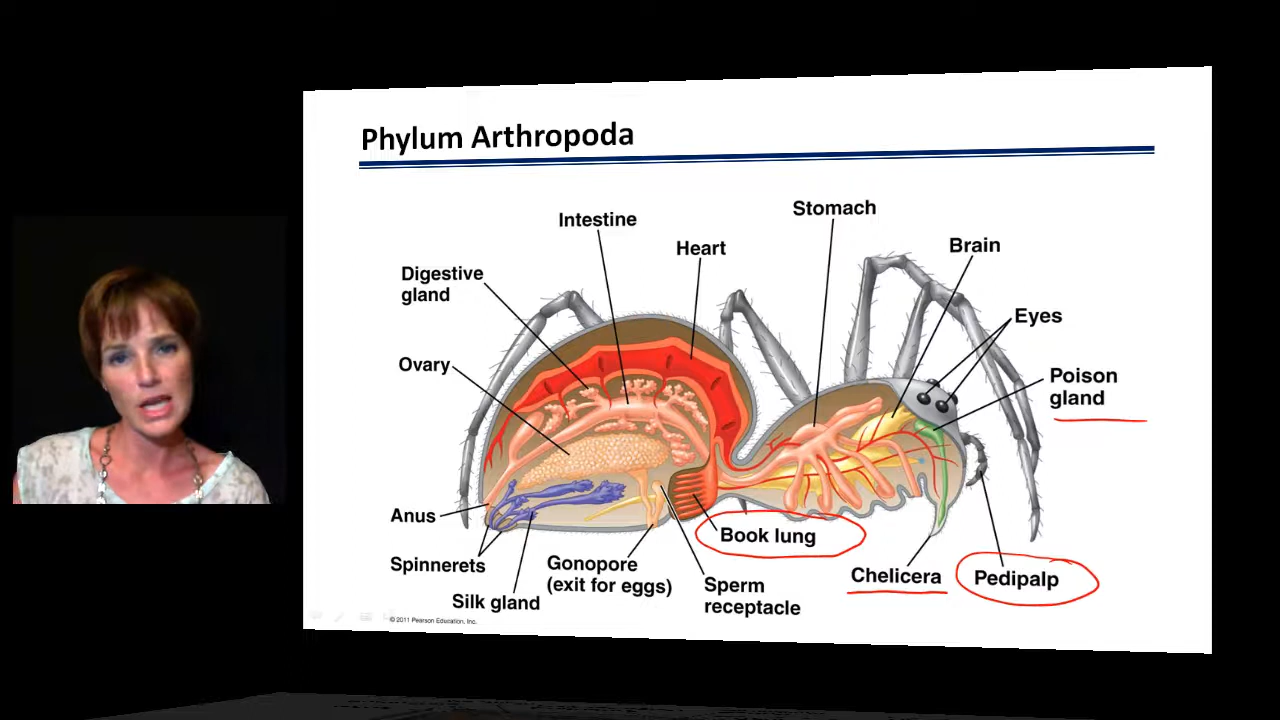 Phylum Arthropoda
Stomach
Intestine
Heart
Brain
Digestive
gland
Eyes
Ovary
Poison
gland
Anus
Book lung
Spinnerets
Gonopore
(exit for eggs)
Chelicera
Pedipalp
Sperm
receptacle
Silk gland
© 2011 Pearson Education, Inc.